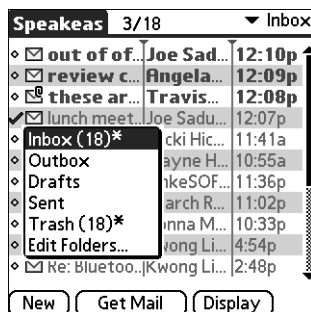 Speakeas 3/18 Inbox
out of of... Joe Sad... 12:10p
review c... Angela... 12:09p
these ar... Travis... 12:08p
lunch meet... Joe Sadu... 12:07p
Inbox (18)* cki Hic... 11:41a
Outbox ayne H... 10:55a
Drafts nkeSOF... 11:36p
Sent arch R... 11:02p
Trash (18)* onna M... 10:33p
Edit Folders... wong Li... 4:54p
Re: Bluetoo.. Kwong Li... 2:48p
New Get Mail Display